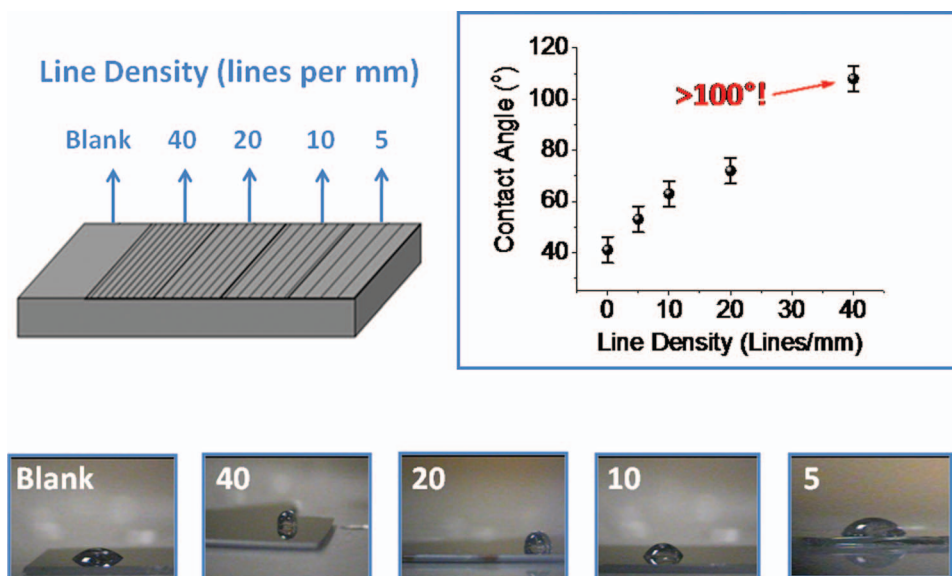 Line Density (lines per mm)
Blank 40 20 10 5
120
100
80
60
40
Contact Angle (°)
>100°!
0 10 20 30 40
Line Density (Lines/mm)
Blank 40 20 10 5